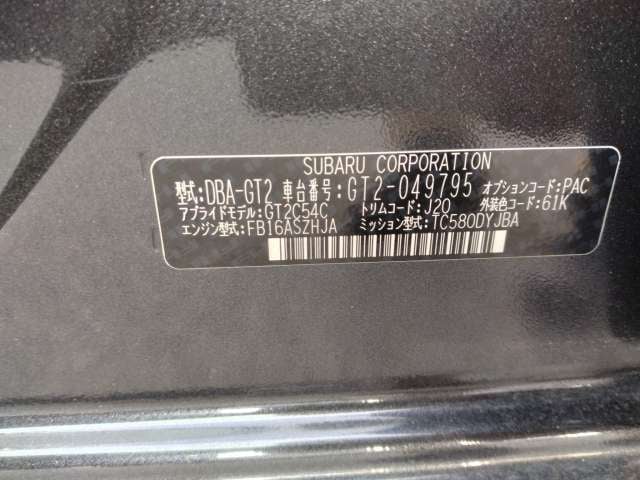 SUBARU CORPORATION
型式:DBA-GT2 車台番号:GT2-049795 オプションコード:PAC
アプライドモデル:GT2C54C トリムコード:J20 外装色コード:61K
エンジン型式:FB16ASZHJA ミッション型式:TC580DYJBA